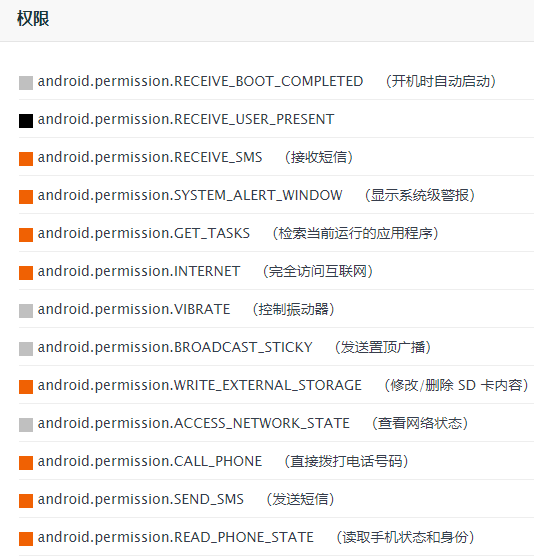 权限
android.permission.RECEIVE_BOOT_COMPLETED （开机时自动启动）
android.permission.RECEIVE_USER_PRESENT
android.permission.RECEIVE_SMS （接收短信）
android.permission.SYSTEM_ALERT_WINDOW （显示系统级警报）
android.permission.GET_TASKS （检索当前运行的应用程序）
android.permission.INTERNET （完全访问互联网）
android.permission.VIBRATE （控制振动器）
android.permission.BROADCAST_STICKY （发送置顶广播）
android.permission.WRITE_EXTERNAL_STORAGE （修改/删除 SD 卡内容）
android.permission.ACCESS_NETWORK_STATE （查看网络状态）
android.permission.CALL_PHONE （直接拨打电话号码）
android.permission.SEND_SMS （发送短信）
android.permission.READ_PHONE_STATE （读取手机状态和身份）